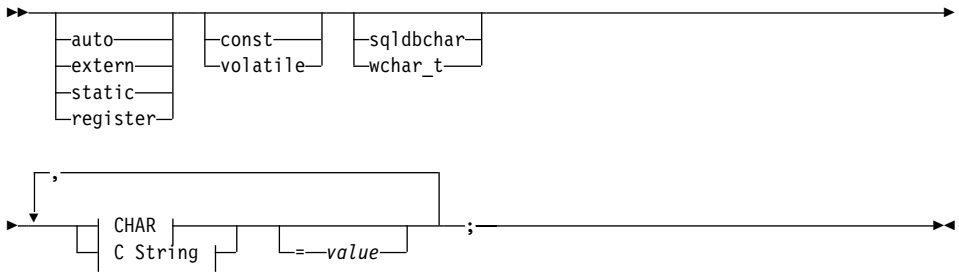 auto const sqldbchar
extern volatile wchar_t
static
register
,
CHAR ;
C String = value